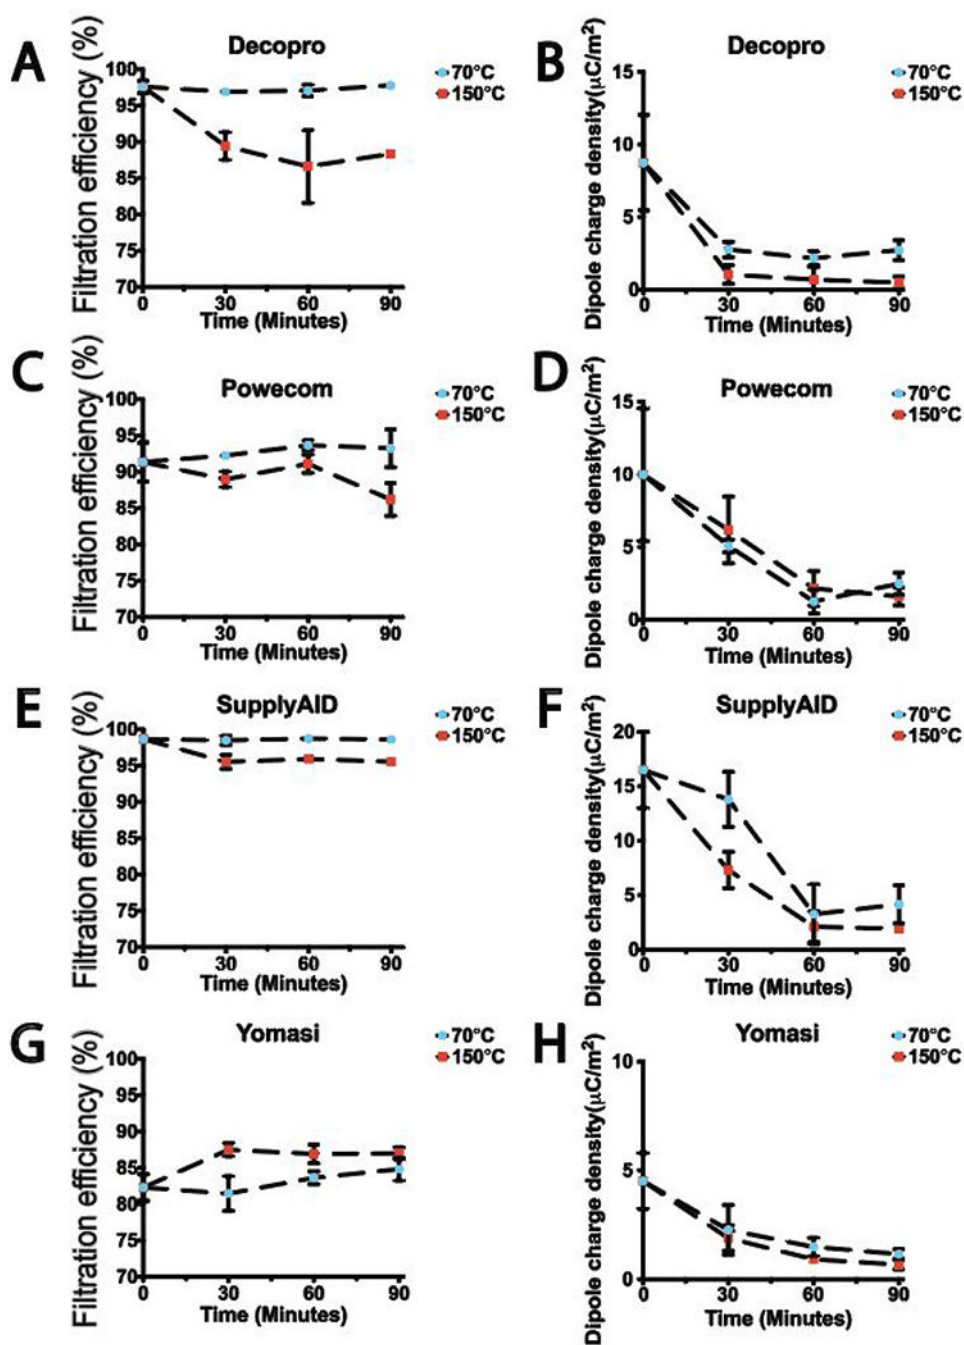 A
Decopro
Filtration efficiency (%)
100
95
90
85
80
75
70
0 30 60 90
Time (Minutes)
70°C
150°C
B
Decopro
Dipole charge density(μC/m²)
15
10
5
0
0 30 60 90
Time (Minutes)
70°C
150°C
C
Powecom
Filtration efficiency (%)
100
95
90
85
80
75
70
0 30 60 90
Time (Minutes)
70°C
150°C
D
Powecom
Dipole charge density(μC/m²)
15
10
5
0
0 30 60 90
Time (Minutes)
70°C
150°C
E
SupplyAID
Filtration efficiency (%)
100
95
90
85
80
75
70
0 30 60 90
Time (Minutes)
70°C
150°C
F
SupplyAID
Dipole charge density(μC/m²)
20
15
10
5
0
0 30 60 90
Time (Minutes)
70°C
150°C
G
Yomasi
Filtration efficiency (%)
100
95
90
85
80
75
70
0 30 60 90
Time (Minutes)
70°C
150°C
H
Yomasi
Dipole charge density(μC/m²)
10
5
0
0 30 60 90
Time (Minutes)
70°C
150°C